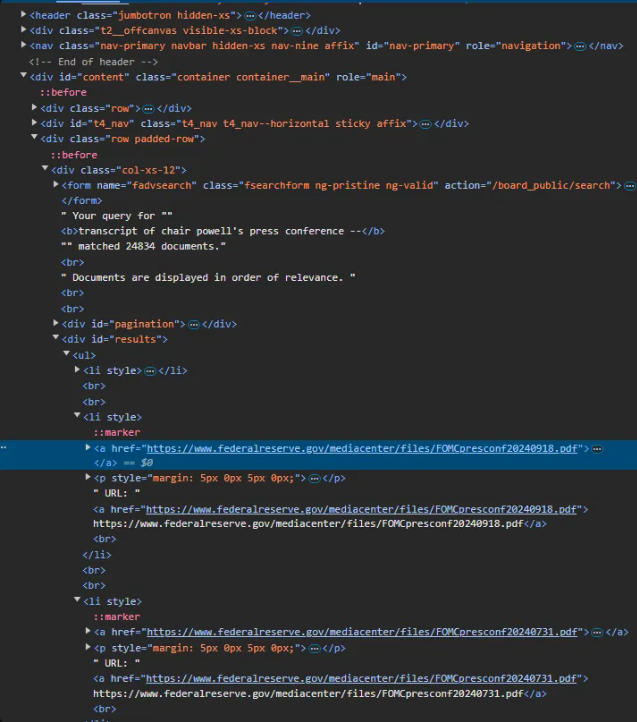 <header class="jumbotron hidden-xs">…</header>
<div class="t2__offcanvas visible-xs-block">…</div>
<nav class="nav-primary navbar hidden-xs nav-nine affix" id="nav-primary" role="navigation">…</nav>
<!-- End of header -->
<div id="content" class="container container__main" role="main">
::before
<div class="row">…</div>
<div id="t4_nav" class="t4_nav t4_nav--horizontal sticky affix">…</div>
<div class="row padded-row">
::before
<div class="col-xs-12">
<form name="fadvsearch" class="fsearchform ng-pristine ng-valid" action="/board_public/search">…
</form>
" Your query for ""
<b>transcript of chair powell's press conference --</b>
"" matched 24834 documents."
<br>
" Documents are displayed in order of relevance. "
<br>
<br>
<div id="pagination">…</div>
<div id="results">
<ul>
<li style>…</li>
<br>
<br>
<li style>
::marker
… <a href="https://www.federalreserve.gov/mediacenter/files/FOMCpresconf20240918.pdf">…
</a> == $0
<p style="margin: 5px 0px 5px 0px;">…</p>
" URL: "
<a href="https://www.federalreserve.gov/mediacenter/files/FOMCpresconf20240918.pdf">
https://www.federalreserve.gov/mediacenter/files/FOMCpresconf20240918.pdf</a>
<br>
</li>
<br>
<br>
<li style>
::marker
<a href="https://www.federalreserve.gov/mediacenter/files/FOMCpresconf20240731.pdf">…</a>
<p style="margin: 5px 0px 5px 0px;">…</p>
" URL: "
<a href="https://www.federalreserve.gov/mediacenter/files/FOMCpresconf20240731.pdf">
https://www.federalreserve.gov/mediacenter/files/FOMCpresconf20240731.pdf</a>
<br>